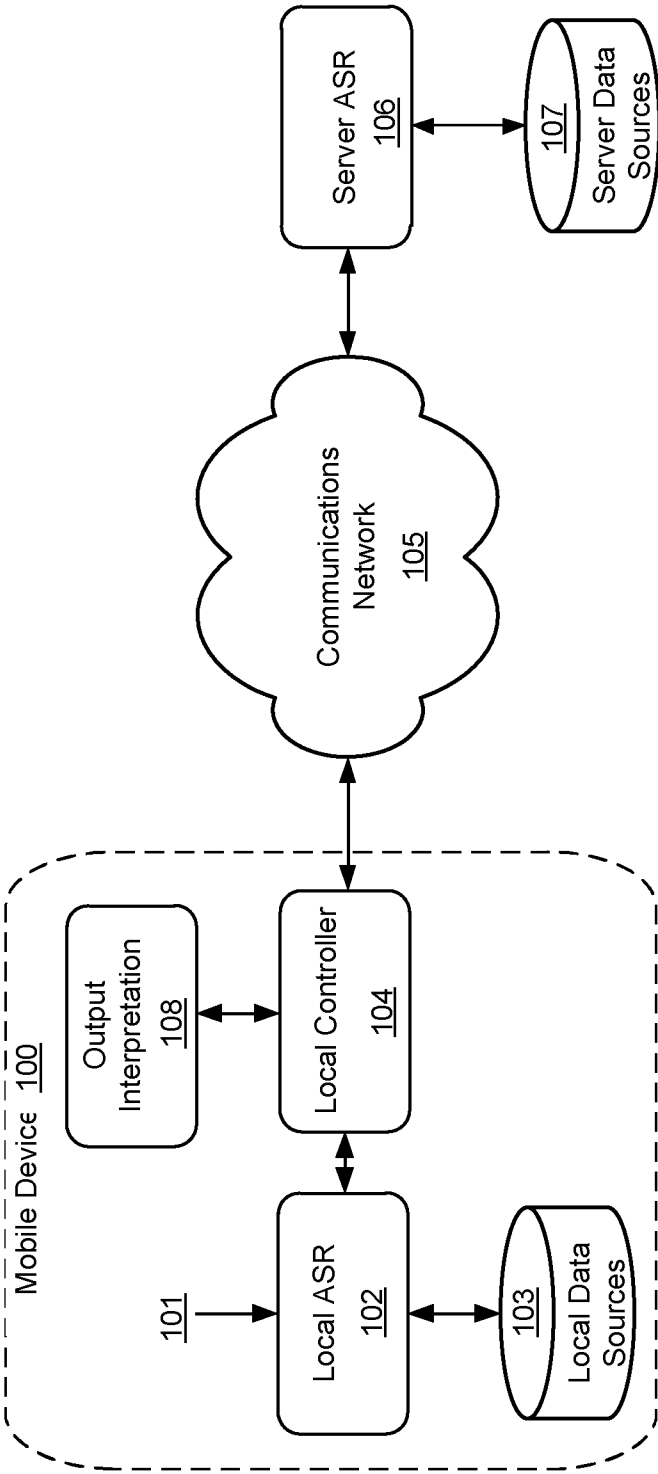 Mobile Device 100
Output
Interpretation
108
101
Local ASR
102
Local Controller
104
103
Local Data
Sources
Communications
Network
105
Server ASR
106
107
Server Data
Sources